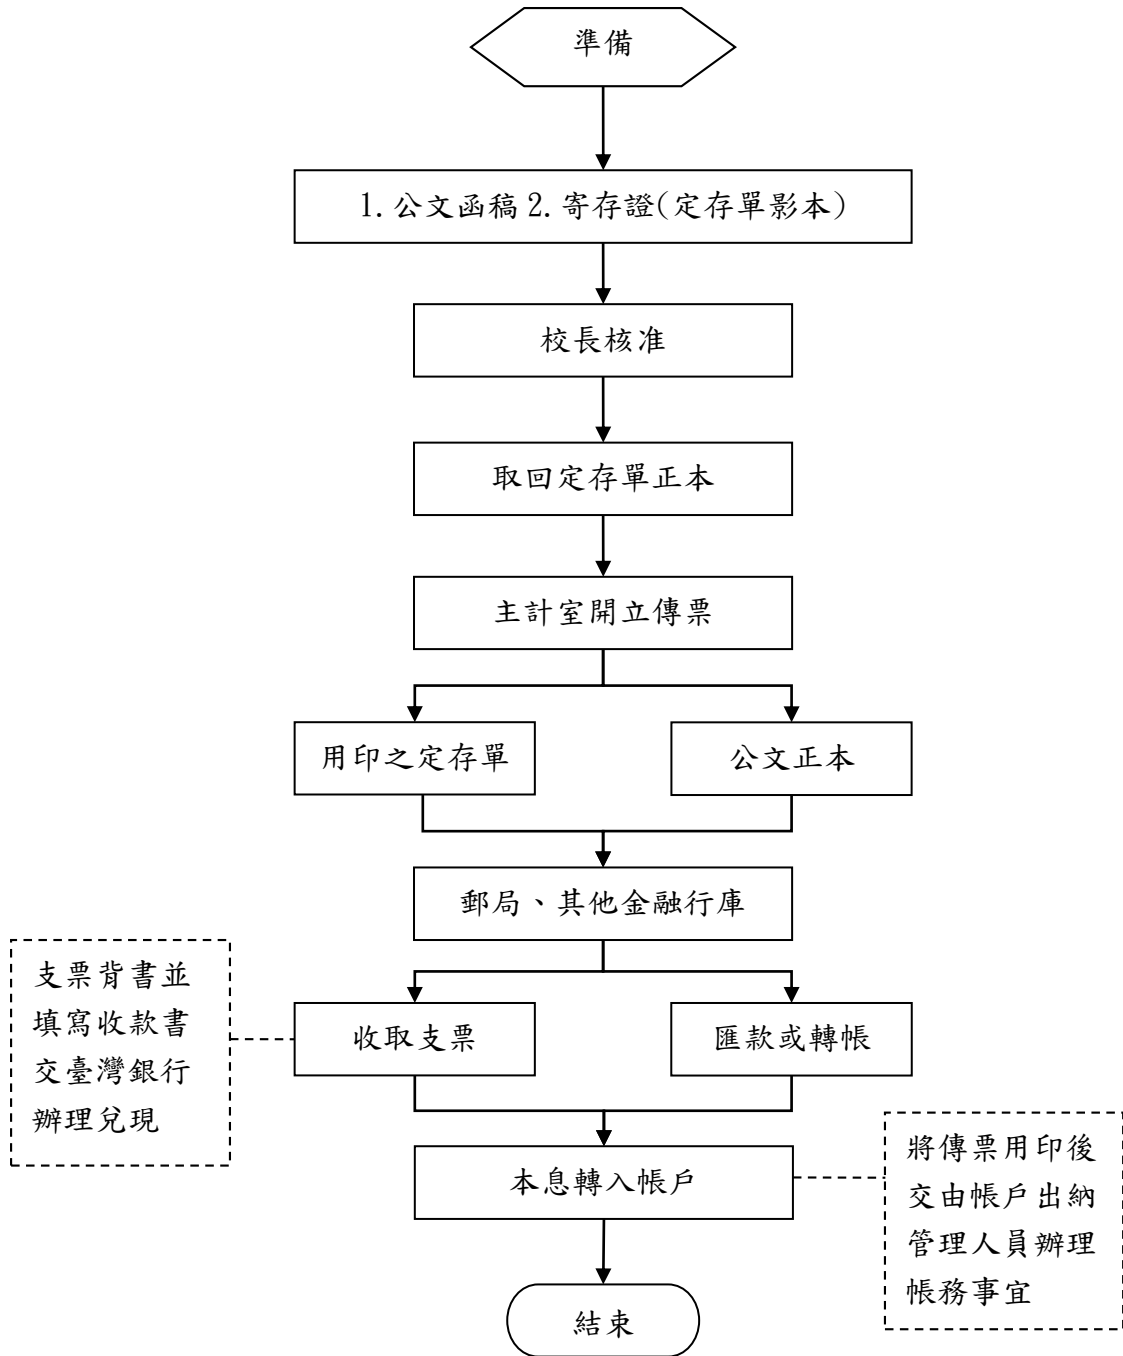 準備
1.公文函稿 2.寄存證(定存單影本)
校長核准
取回定存單正本
主計室開立傳票
用印之定存單
公文正本
郵局、其他金融行庫
支票背書並
填寫收款書
交臺灣銀行
辦理兌現
收取支票
匯款或轉帳
本息轉入帳戶
將傳票用印後
交由帳戶出納
管理人員辦理
帳務事宜
結束